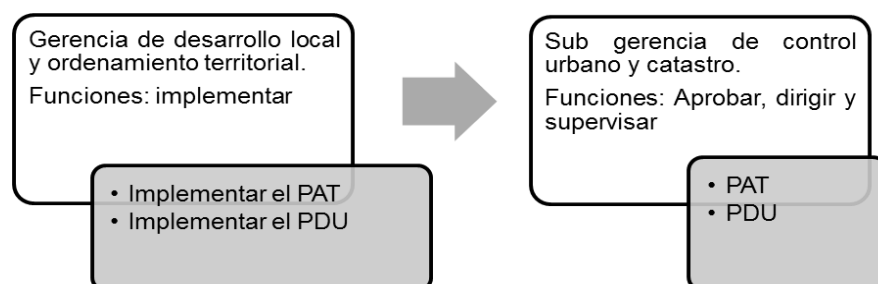 Gerencia de desarrollo local
y ordenamiento territorial.
Funciones: implementar
• Implementar el PAT
• Implementar el PDU
Sub gerencia de control
urbano y catastro.
Funciones: Aprobar, dirigir y
supervisar
• PAT
• PDU